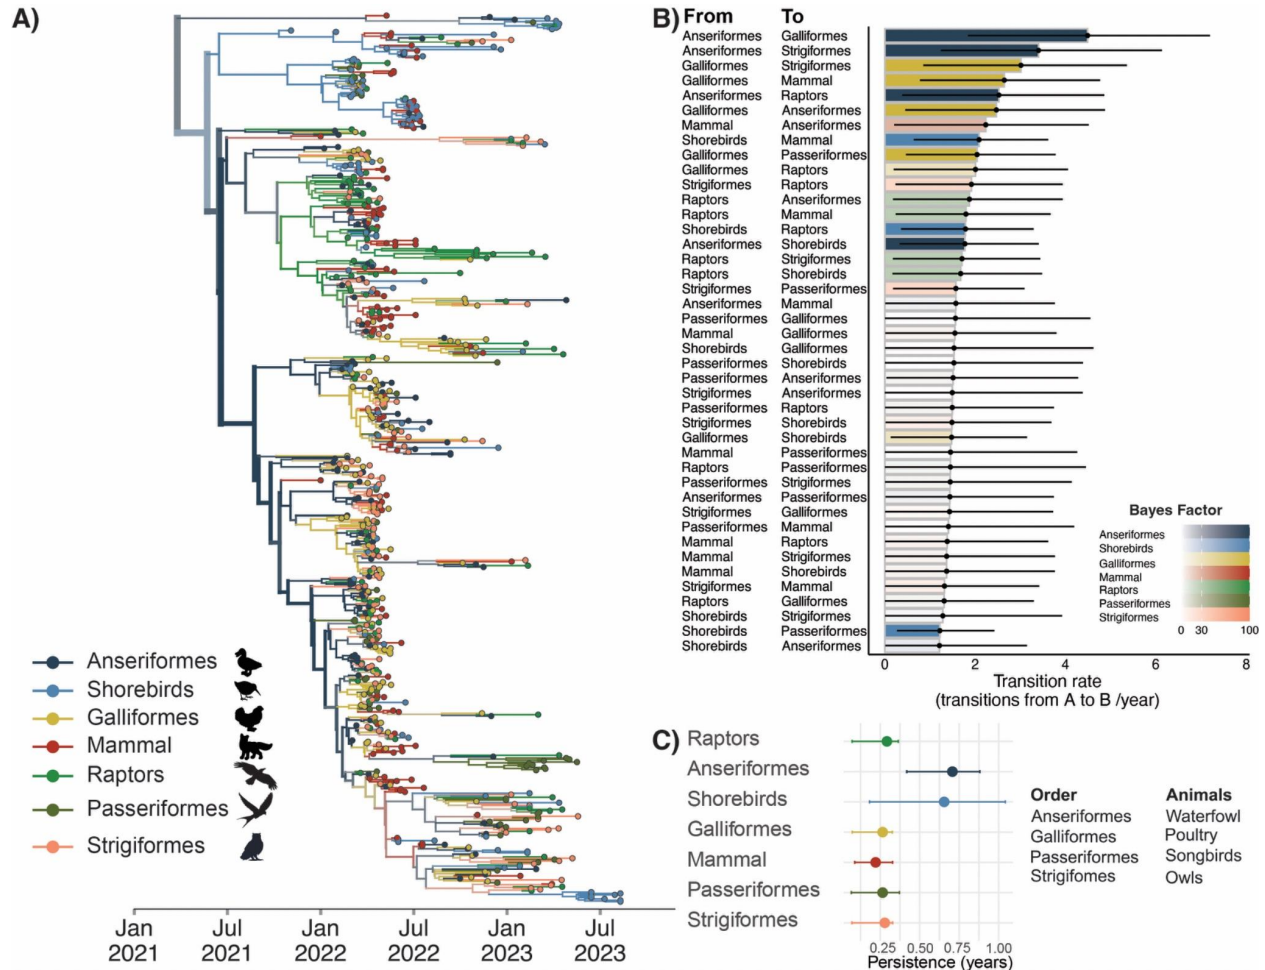 A)
Anseriformes
Shorebirds
Galliformes
Mammal
Raptors
Passeriformes
Strigiformes
Jan 2021
Jul 2021
Jan 2022
Jul 2022
Jan 2023
Jul 2023
B)
From To
Anseriformes Galliformes
Anseriformes Strigiformes
Galliformes Strigiformes
Galliformes Mammal
Anseriformes Raptors
Galliformes Anseriformes
Mammal Anseriformes
Shorebirds Mammal
Galliformes Passeriformes
Galliformes Raptors
Strigiformes Raptors
Raptors Anseriformes
Raptors Mammal
Shorebirds Raptors
Anseriformes Shorebirds
Raptors Strigiformes
Raptors Shorebirds
Strigiformes Passeriformes
Anseriformes Mammal
Passeriformes Galliformes
Mammal Galliformes
Shorebirds Galliformes
Passeriformes Shorebirds
Passeriformes Anseriformes
Strigiformes Anseriformes
Passeriformes Raptors
Strigiformes Shorebirds
Galliformes Shorebirds
Mammal Passeriformes
Raptors Passeriformes
Passeriformes Strigiformes
Anseriformes Passeriformes
Strigiformes Galliformes
Passeriformes Mammal
Mammal Raptors
Mammal Strigiformes
Mammal Shorebirds
Strigiformes Mammal
Raptors Galliformes
Shorebirds Strigiformes
Shorebirds Passeriformes
Shorebirds Anseriformes
0 2 4 6 8
Transition rate
(transitions from A to B /year)
Bayes Factor
Anseriformes
Shorebirds
Galliformes
Mammal
Raptors
Passeriformes
Strigiformes
0 30 100
C)
Raptors
Anseriformes
Shorebirds
Galliformes
Mammal
Passeriformes
Strigiformes
0.25 0.50 0.75 1.00
Persistence (years)
Order Animals
Anseriformes Waterfowl
Galliformes Poultry
Passeriformes Songbirds
Strigifomes Owls